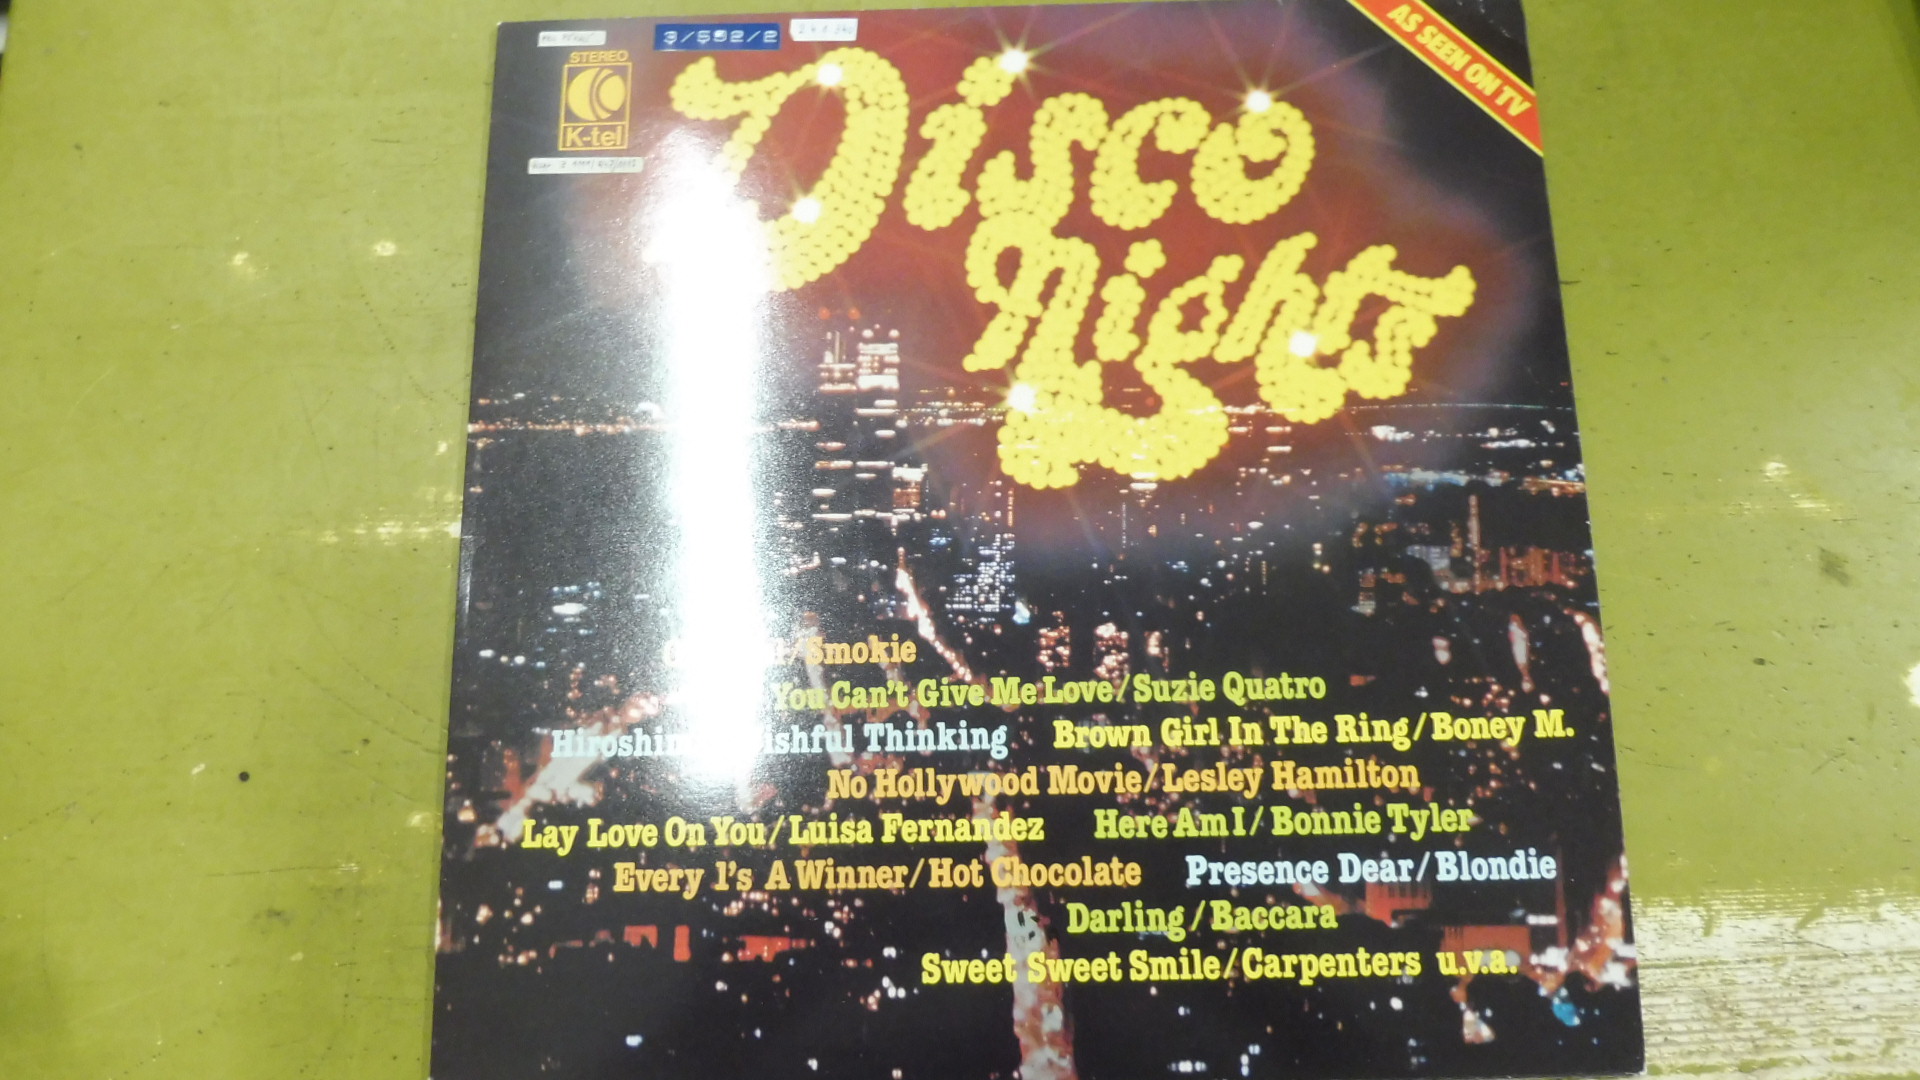 3/592/2
STEREO
K-tel
AS SEEN ON TV
Disco
Nights
/Smokie
You Can't Give Me Love/Suzie Quatro
Wishful Thinking Brown Girl In The Ring/Boney M.
No Hollywood Movie/Lesley Hamilton
Lay Love On You/Luisa Fernandez Here Am I/Bonnie Tyler
Every 1's A Winner/Hot Chocolate Presence Dear/Blondie
Darling/Baccara
Sweet Sweet Smile/Carpenters u.v.a.